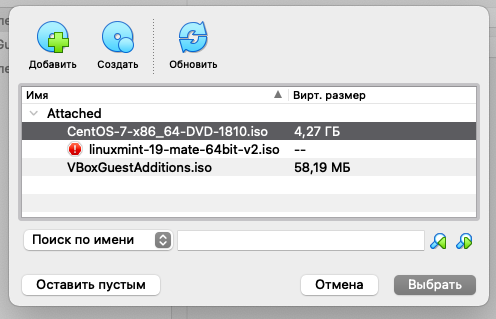 Добавить Создать Обновить
Имя Вирт. размер
Attached
CentOS-7-x86_64-DVD-1810.iso 4,27 ГБ
linuxmint-19-mate-64bit-v2.iso --
VBoxGuestAdditions.iso 58,19 МБ
Поиск по имени
Оставить пустым Отмена Выбрать